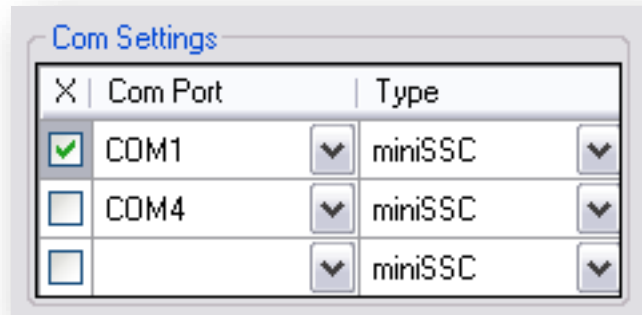 Com Settings
X Com Port Type
COM1 miniSSC
COM4 miniSSC
miniSSC